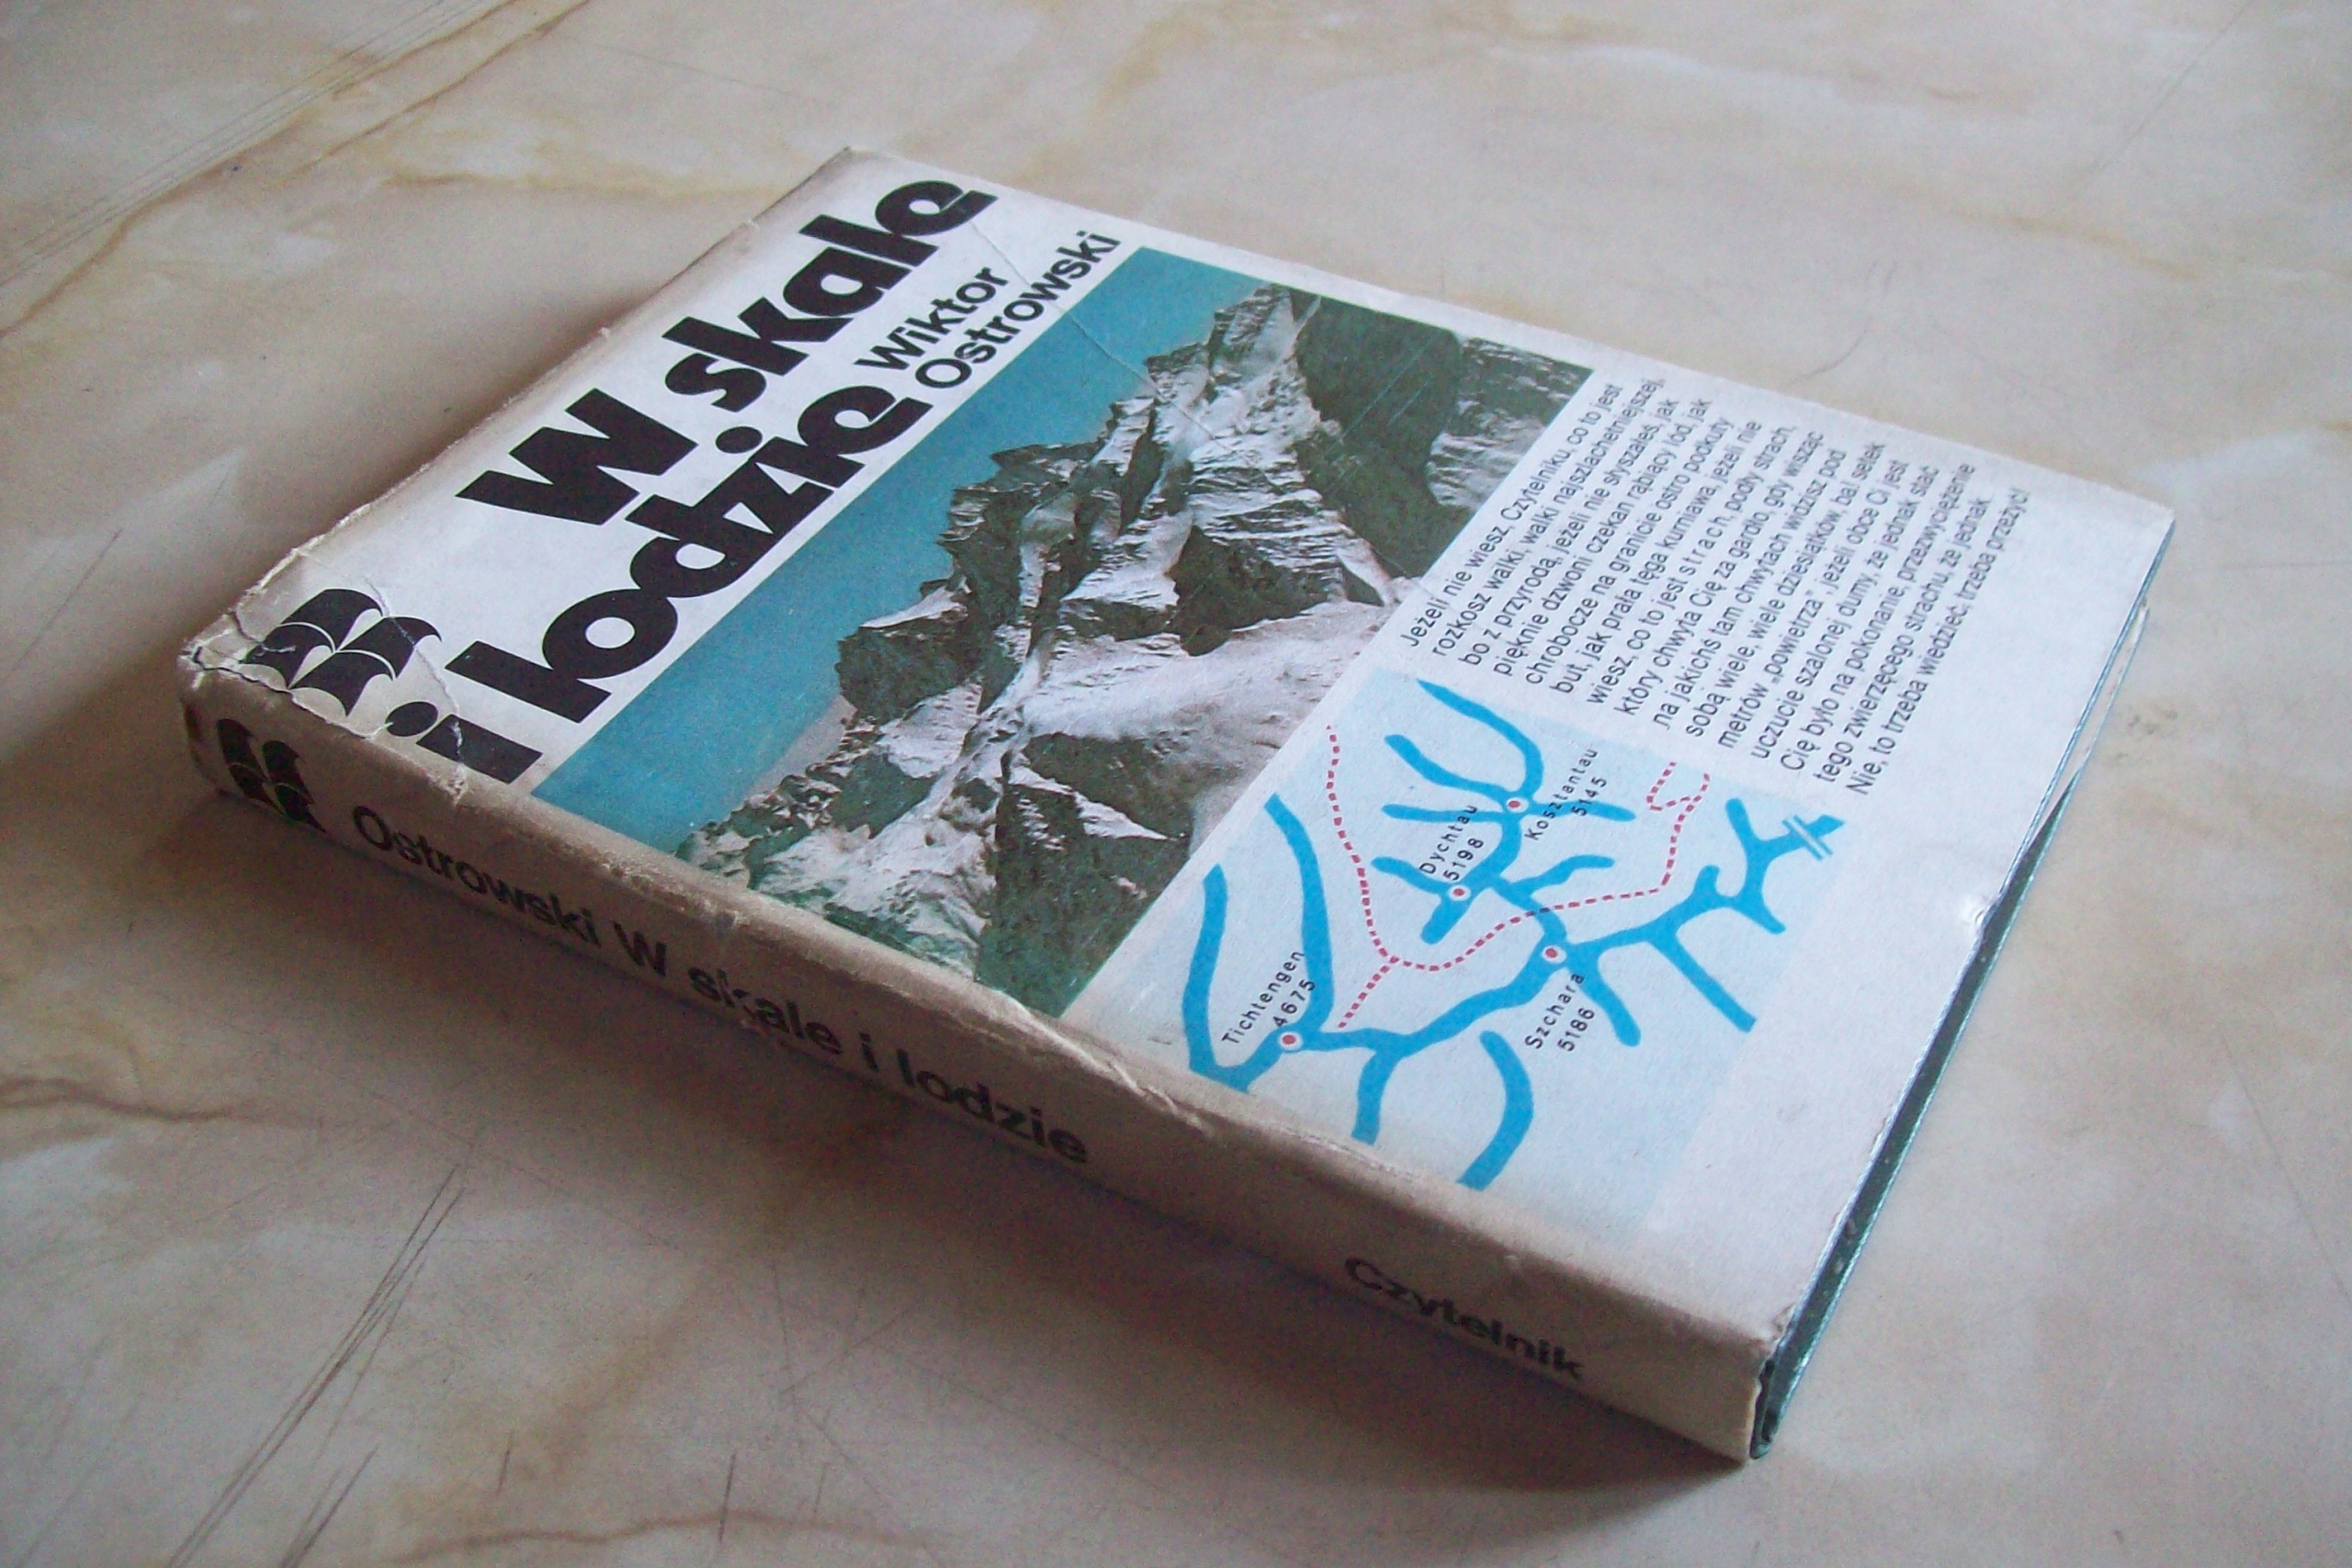 W skale
i lodzie
Wiktor
Ostrowski
Jeżeli nie wiesz, Czytelniku, co to jest
rozkosz walki, walki najszlachetniejszej,
bo z przyrodą, jeżeli nie słyszałeś, jak
pięknie dzwoni czekan rąbiący lód, jak
chrobocze na granicie ostro podkuty
but, jak prała tęga kurniawa, jeżeli nie
wiesz, co to jest strach, podły strach,
który chwyta Cię za gardło, gdy wisząc
na jakichś tam chwytach widzisz pod
sobą wiele, wiele dziesiątków, ba! setek
metrów „powietrza”, jeżeli obce Ci jest
uczucie szalonej dumy, że jednak stać
Cię było na pokonanie, przezwyciężenie
tego zwierzęcego strachu, że jednak...
Nie, to trzeba wiedzieć, trzeba przeżyć!
Kosztantau
5145
Dychtau
5198
Tichtengen
4675
Szchara
5186
Ostrowski W skale i lodzie
Czytelnik